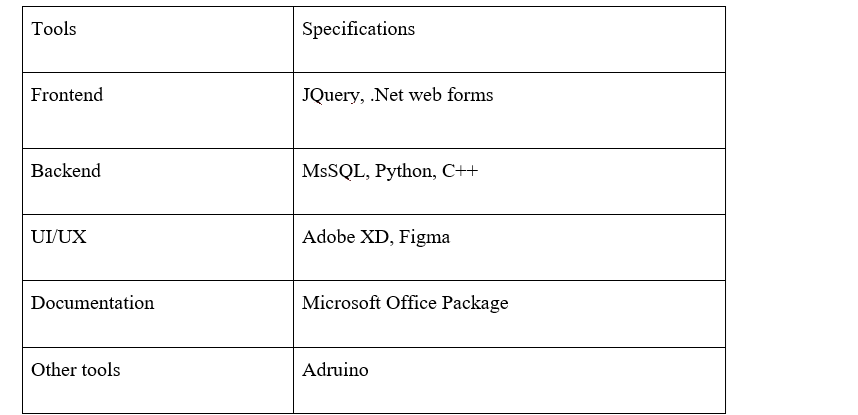 Tools Specifications
Frontend JQuery, .Net web forms
Backend MsSQL, Python, C++
UI/UX Adobe XD, Figma
Documentation Microsoft Office Package
Other tools Adruino